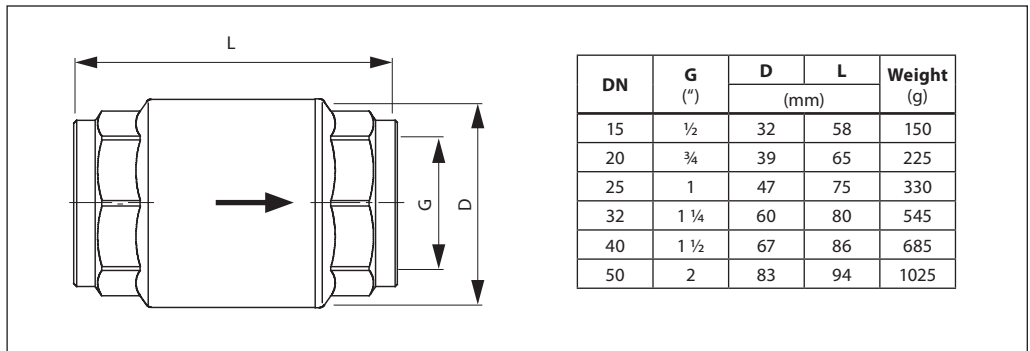 L
G
D
DN G D L Weight
(“) (mm) (g)
15 ½ 32 58 150
20 ¾ 39 65 225
25 1 47 75 330
32 1 ¼ 60 80 545
40 1 ½ 67 86 685
50 2 83 94 1025